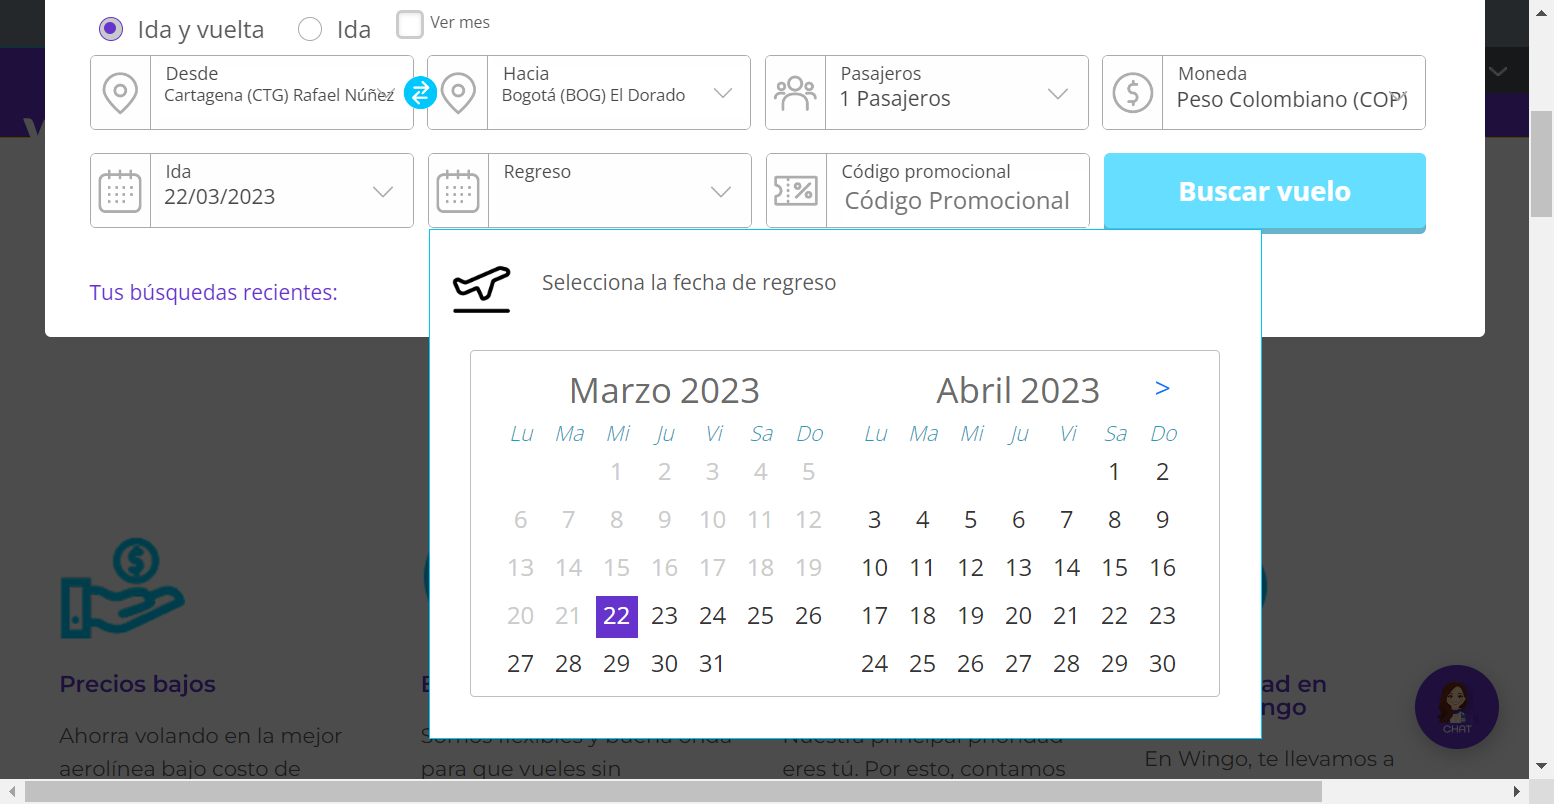 Ida y vuelta
Ida
Ver mes
Desde
Cartagena (CTG) Rafael Núñez
Hacia
Bogotá (BOG) El Dorado
Pasajeros
1 Pasajeros
Moneda
Peso Colombiano (COP)
Ida
22/03/2023
Regreso
Código promocional
Código Promocional
Buscar vuelo
Tus búsquedas recientes:
Selecciona la fecha de regreso
Marzo 2023
Lu Ma Mi Ju Vi Sa Do
1 2 3 4 5
6 7 8 9 10 11 12
13 14 15 16 17 18 19
20 21 22 23 24 25 26
27 28 29 30 31
Abril 2023 >
Lu Ma Mi Ju Vi Sa Do
1 2
3 4 5 6 7 8 9
10 11 12 13 14 15 16
17 18 19 20 21 22 23
24 25 26 27 28 29 30
Precios bajos
Ahorra volando en la mejor
aerolínea bajo costo de
Somos flexibles y buena onda
para que vueles sin
Nuestra principal prioridad
eres tú. Por esto, contamos
En Wingo, te llevamos a
CHAT